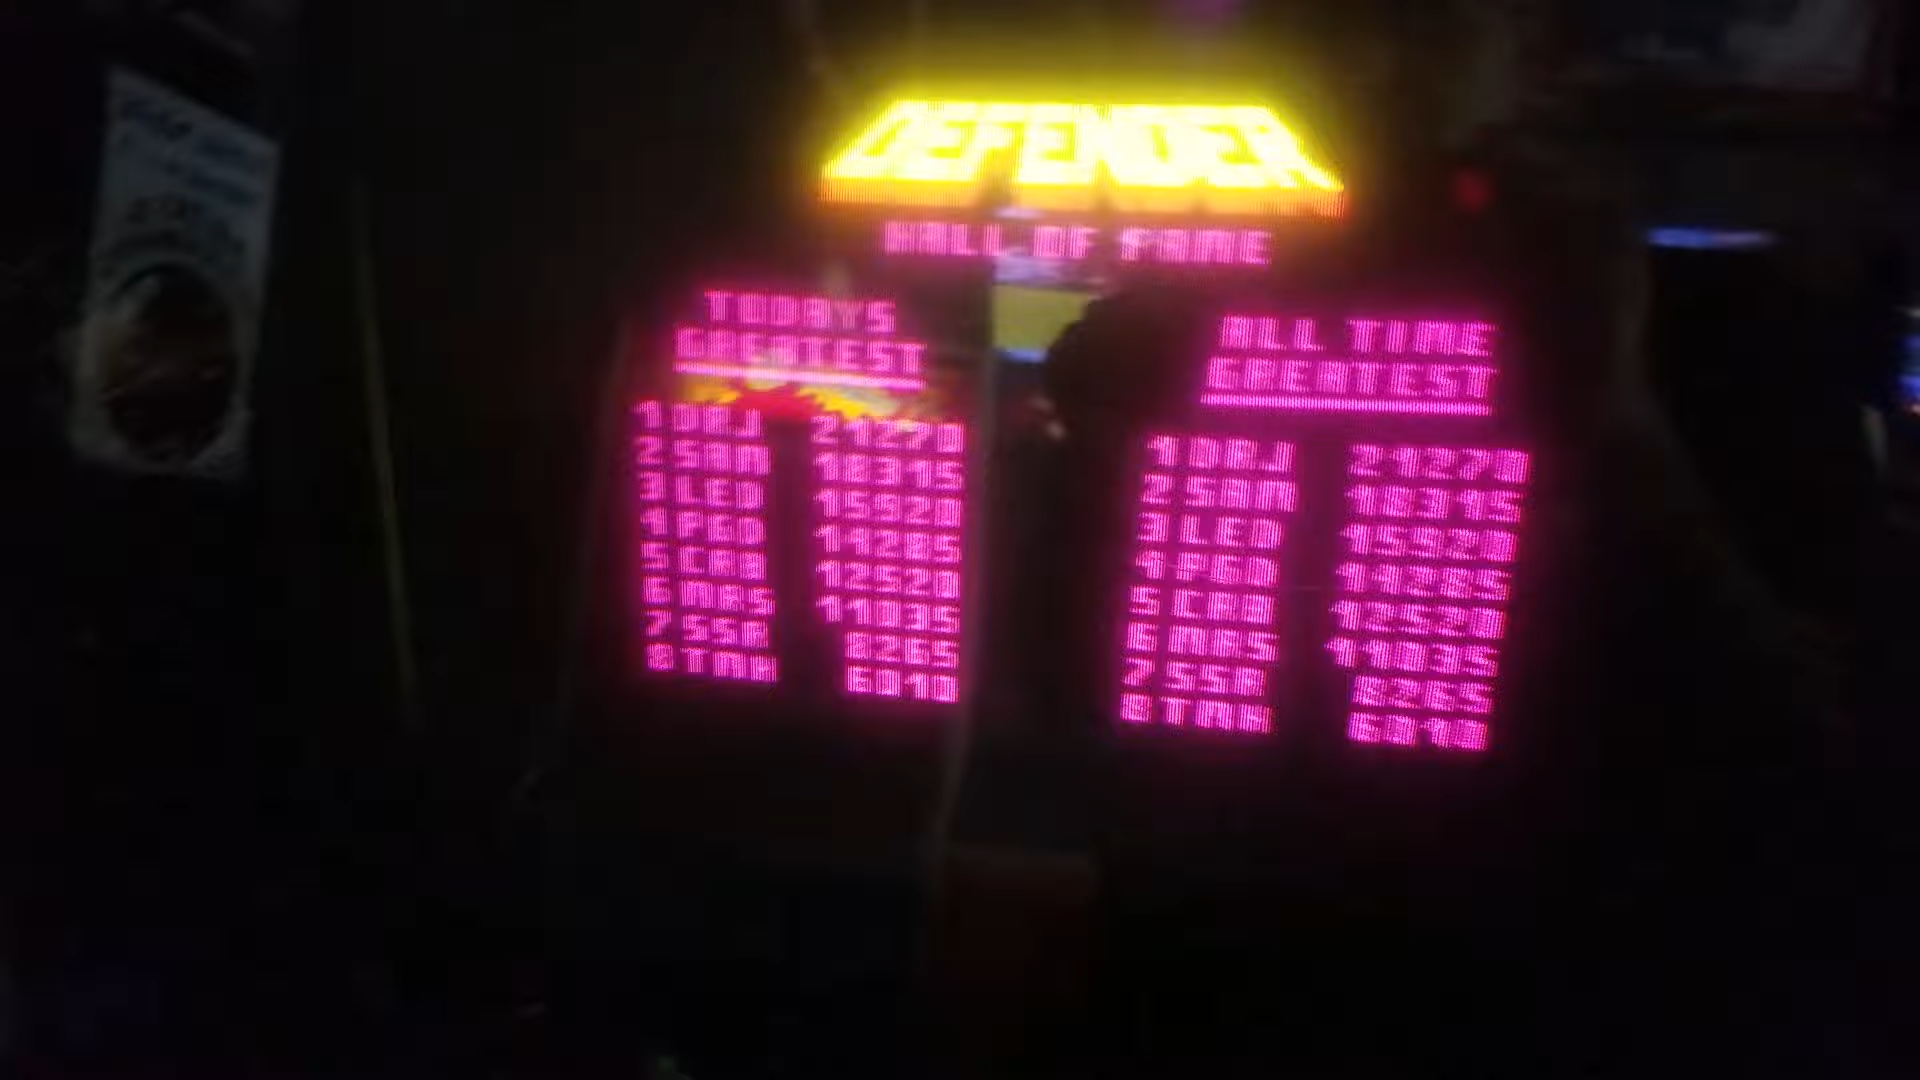 DEFENDER
HALL OF FAME
TODAYS
GREATEST
1 DRJ 21270
2 SAM 18315
3 LED 15920
4 PGD 14285
5 CRB 12520
6 MRS 11035
7 SSR 8265
8 TMH 6010
ALL TIME
GREATEST
1 DRJ 21270
2 SAM 18315
3 LED 15920
4 PGD 14285
5 CRB 12520
6 MRS 11035
7 SSR 8265
8 TMH 6010